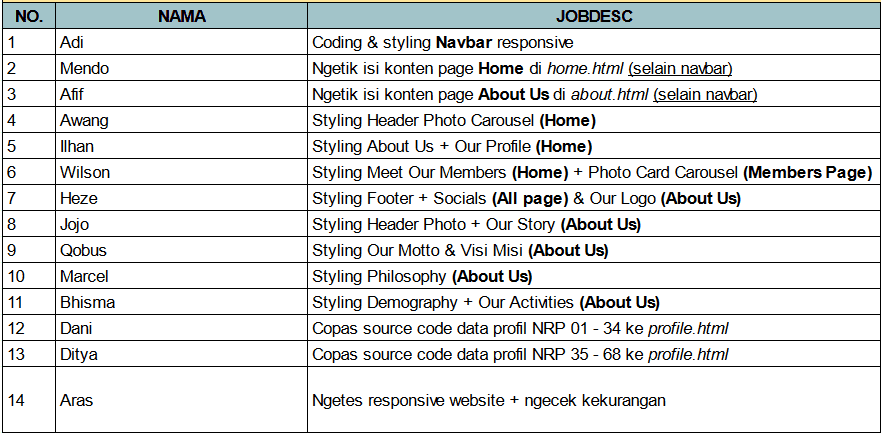 NO. NAMA JOBDESC
1 Adi Coding & styling Navbar responsive
2 Mendo Ngetik isi konten page Home di home.html (selain navbar)
3 Afif Ngetik isi konten page About Us di about.html (selain navbar)
4 Awang Styling Header Photo Carousel (Home)
5 Ilhan Styling About Us + Our Profile (Home)
6 Wilson Styling Meet Our Members (Home) + Photo Card Carousel (Members Page)
7 Heze Styling Footer + Socials (All page) & Our Logo (About Us)
8 Jojo Styling Header Photo + Our Story (About Us)
9 Qobus Styling Our Motto & Visi Misi (About Us)
10 Marcel Styling Philosophy (About Us)
11 Bhisma Styling Demography + Our Activities (About Us)
12 Dani Copas source code data profil NRP 01 - 34 ke profile.html
13 Ditya Copas source code data profil NRP 35 - 68 ke profile.html
14 Aras Ngetes responsive website + ngecek kekurangan